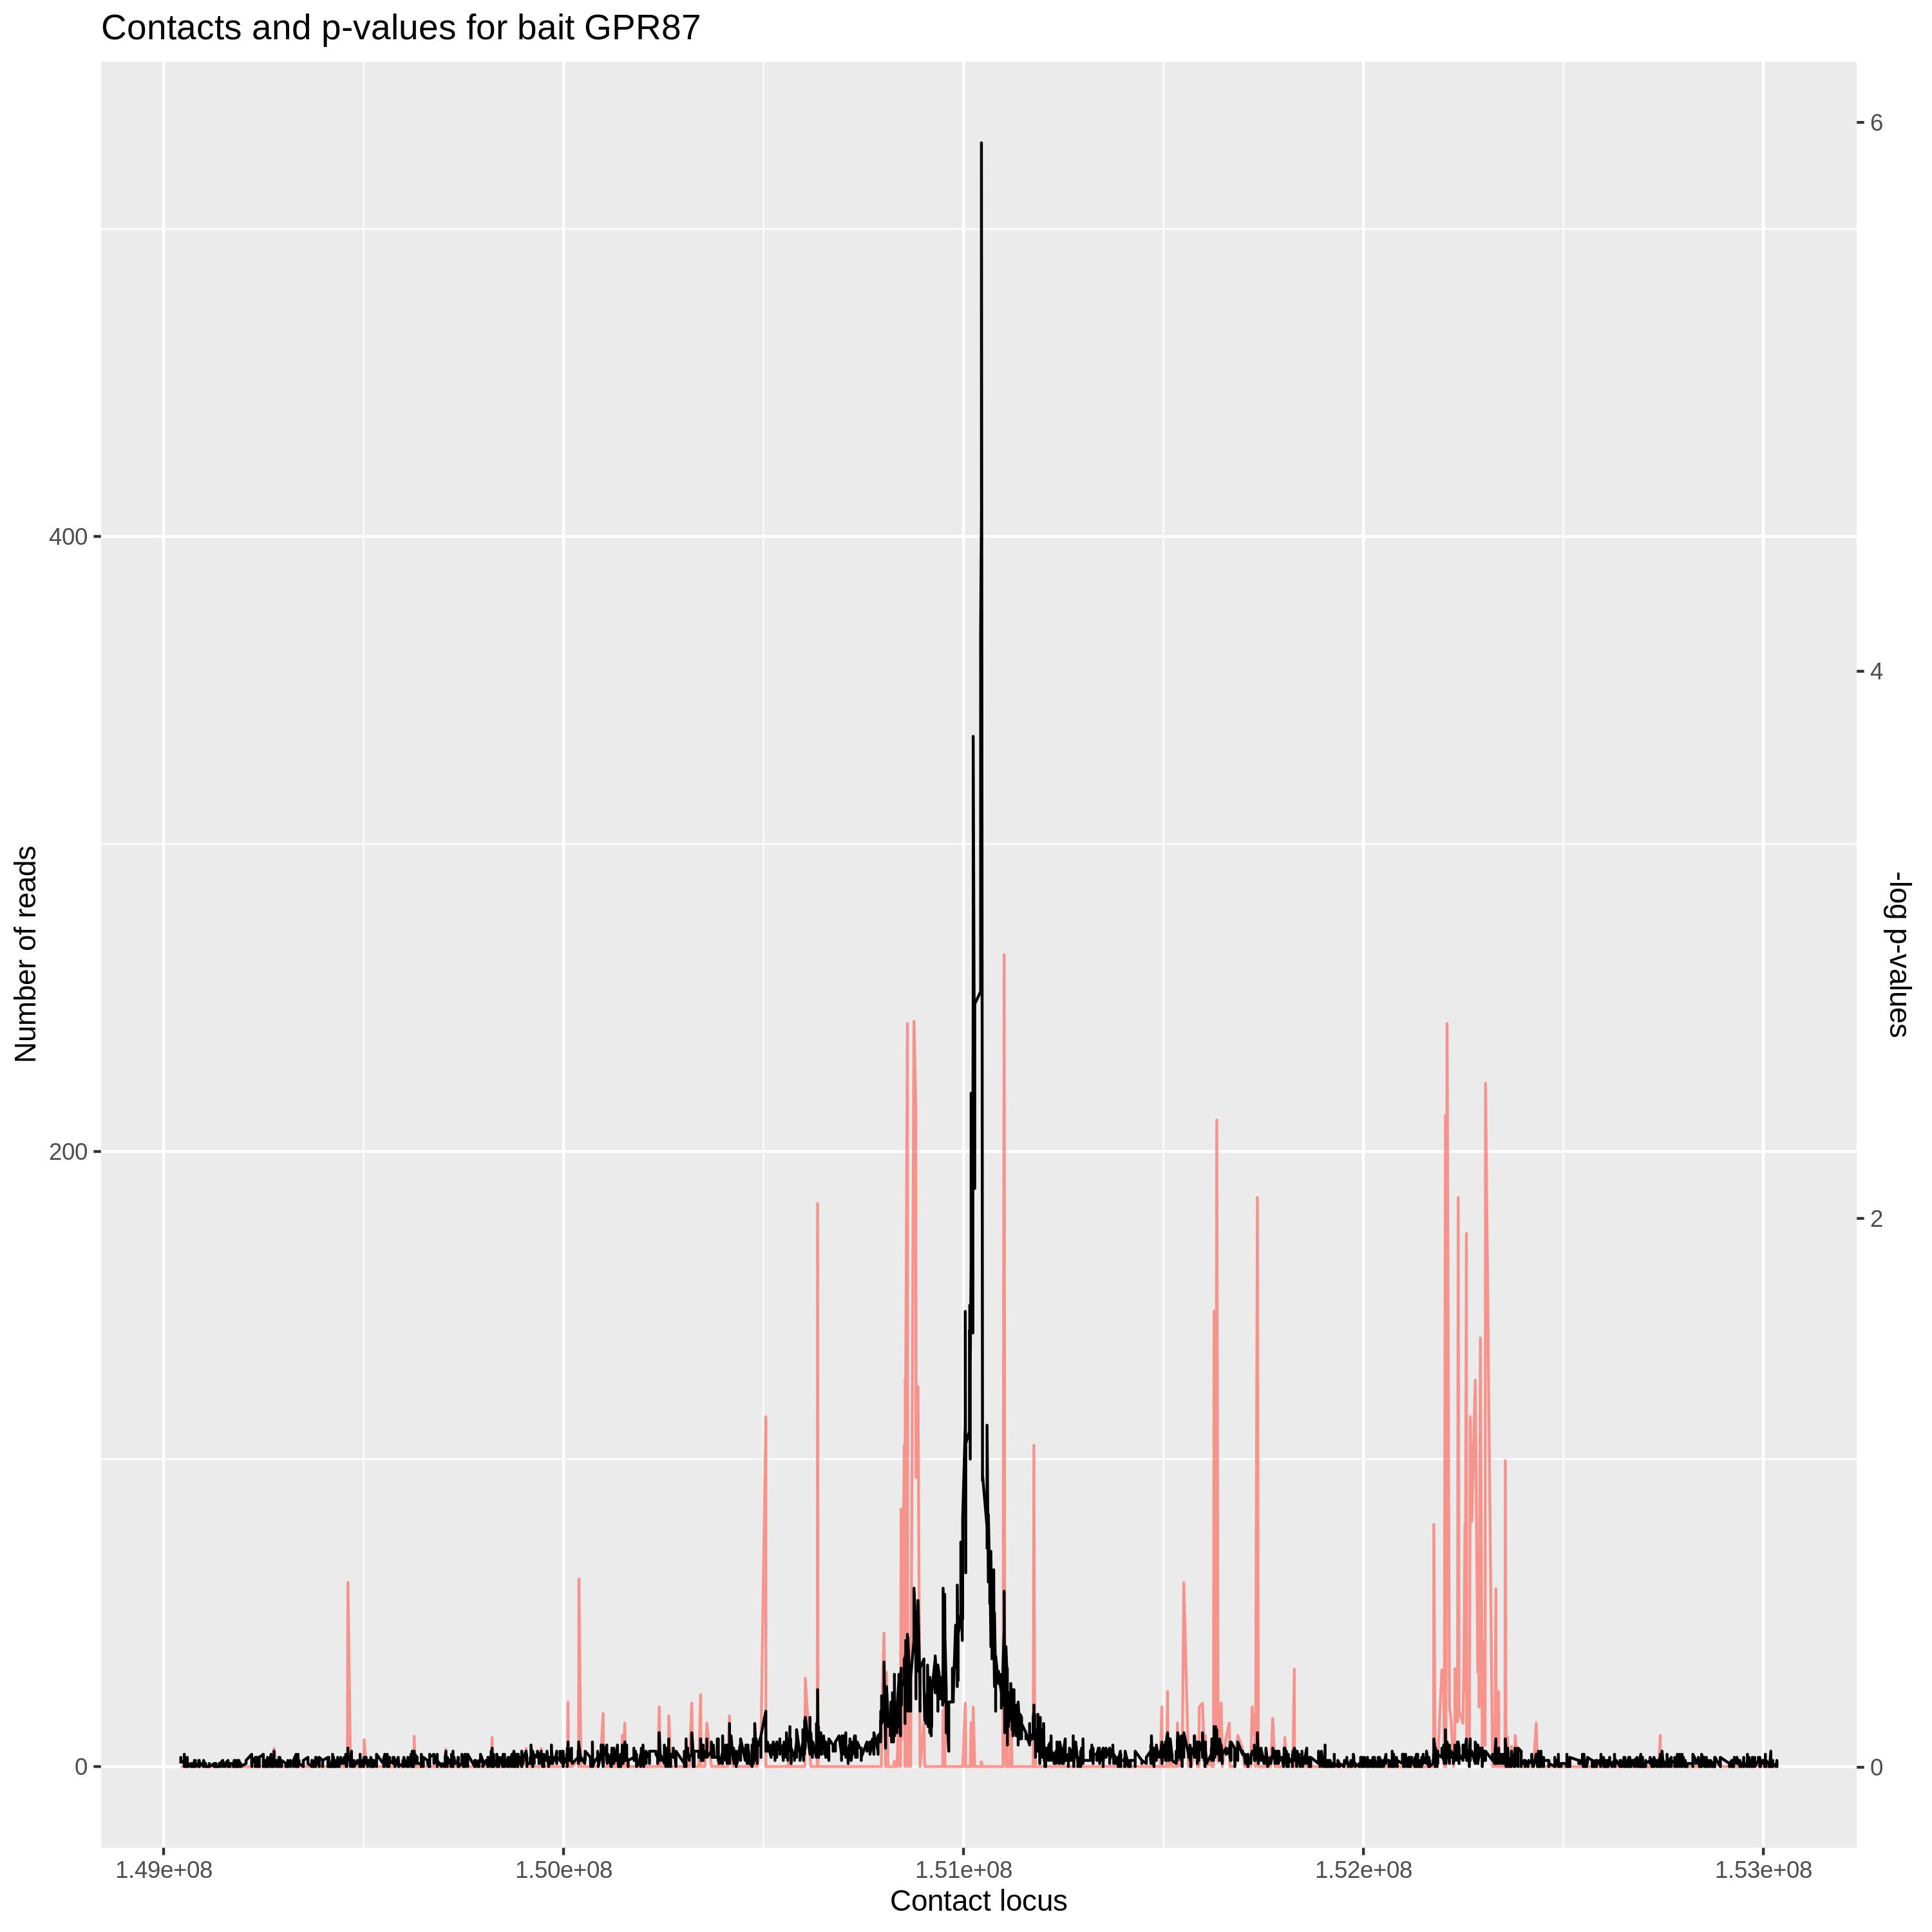 Contacts and p-values for bait GPR87
6
400
4
Number of reads
-log p-values
200
2
0
0
1.49e+08 1.50e+08 1.51e+08 1.52e+08 1.53e+08
Contact locus